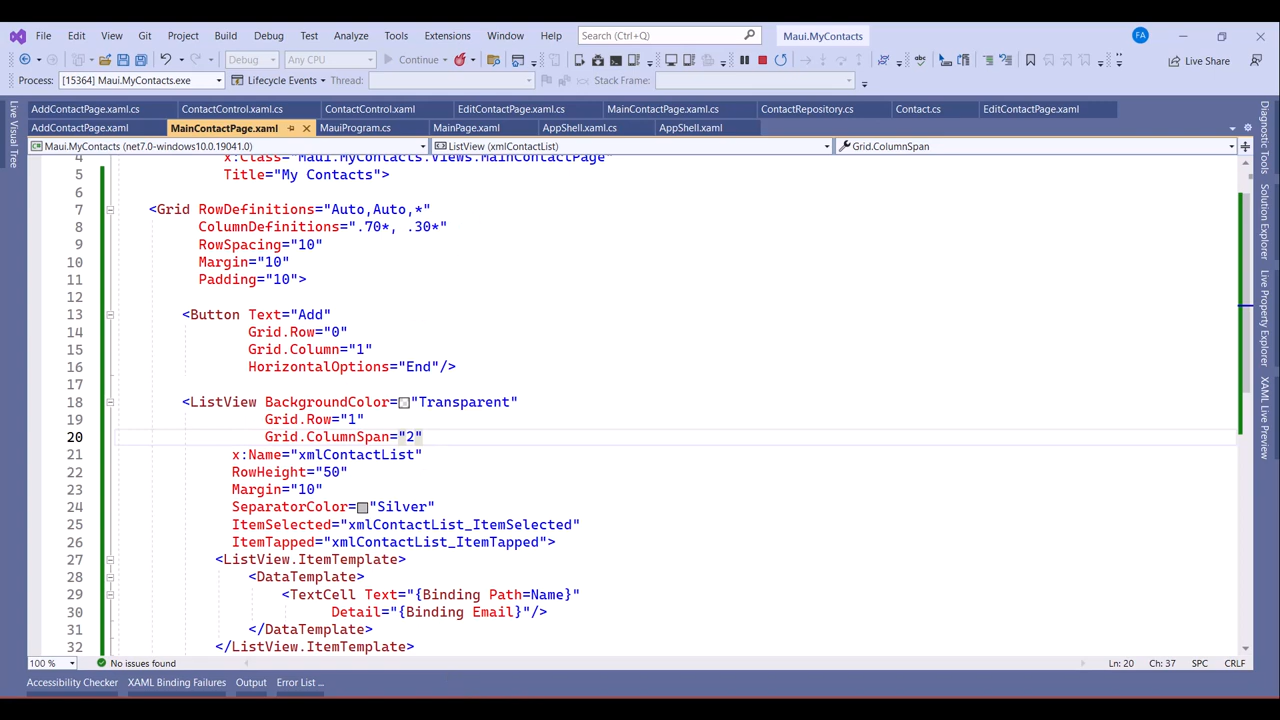 File Edit View Git Project Build Debug Test Analyze Tools Extensions Window Help Search (Ctrl+Q) Maui.MyContacts FA
Debug Any CPU Continue Live Share
Process: [15364] Maui.MyContacts.exe Lifecycle Events Thread: Stack Frame:
AddContactPage.xaml.cs ContactControl.xaml.cs ContactControl.xaml EditContactPage.xaml.cs MainContactPage.xaml.cs ContactRepository.cs Contact.cs EditContactPage.xaml
AddContactPage.xaml MainContactPage.xaml MauiProgram.cs MainPage.xaml AppShell.xaml.cs AppShell.xaml
Maui.MyContacts (net7.0-windows10.0.19041.0) ListView (xmlContactList) Grid.ColumnSpan
Live Visual Tree
4 x:Class="Maui.MyContacts.Views.MainContactPage"
5 Title="My Contacts">
6
7 <Grid RowDefinitions="Auto,Auto,*"
8 ColumnDefinitions=".70*, .30*"
9 RowSpacing="10"
10 Margin="10"
11 Padding="10">
12
13 <Button Text="Add"
14 Grid.Row="0"
15 Grid.Column="1"
16 HorizontalOptions="End"/>
17
18 <ListView BackgroundColor="Transparent"
19 Grid.Row="1"
20 Grid.ColumnSpan="2"
21 x:Name="xmlContactList"
22 RowHeight="50"
23 Margin="10"
24 SeparatorColor="Silver"
25 ItemSelected="xmlContactList_ItemSelected"
26 ItemTapped="xmlContactList_ItemTapped">
27 <ListView.ItemTemplate>
28 <DataTemplate>
29 <TextCell Text="{Binding Path=Name}"
30 Detail="{Binding Email}"/>
31 </DataTemplate>
32 </ListView.ItemTemplate>
Diagnostic Tools
Solution Explorer
Live Property Explorer
XAML Live Preview
100 % No issues found Ln: 20 Ch: 37 SPC CRLF
Accessibility Checker XAML Binding Failures Output Error List ...